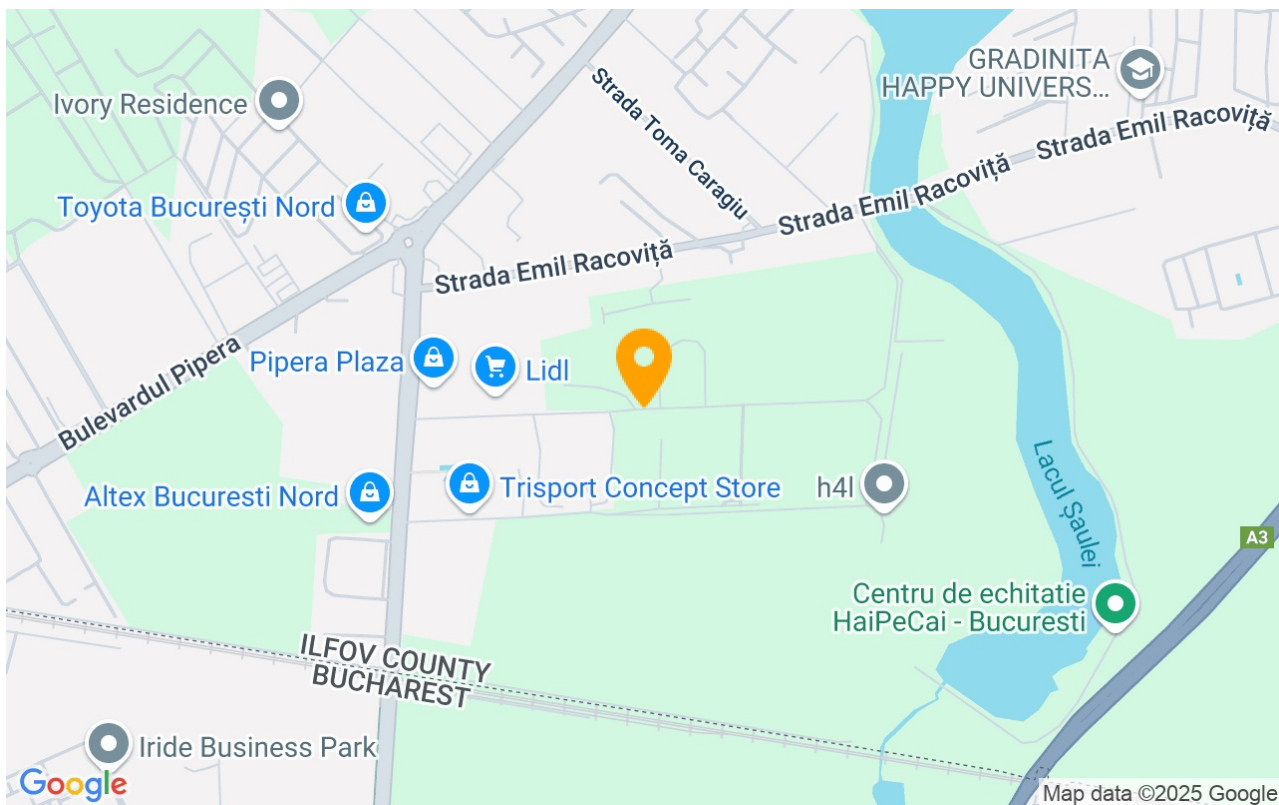 GRADINITA
HAPPY UNIVERS...
Ivory Residence
Strada Toma Caragiu
Strada Emil Racoviță
Strada Emil Racoviță
Toyota București Nord
Strada Emil Racoviță
Bulevardul Pipera
Pipera Plaza
Lidl
Altex Bucuresti Nord
Trisport Concept Store
h4l
Lacul Șaulei
A3
Centru de echitatie
HaiPeCai - Bucuresti
ILFOV COUNTY
BUCHAREST
Iride Business Park
Google
Map data ©2025 Google